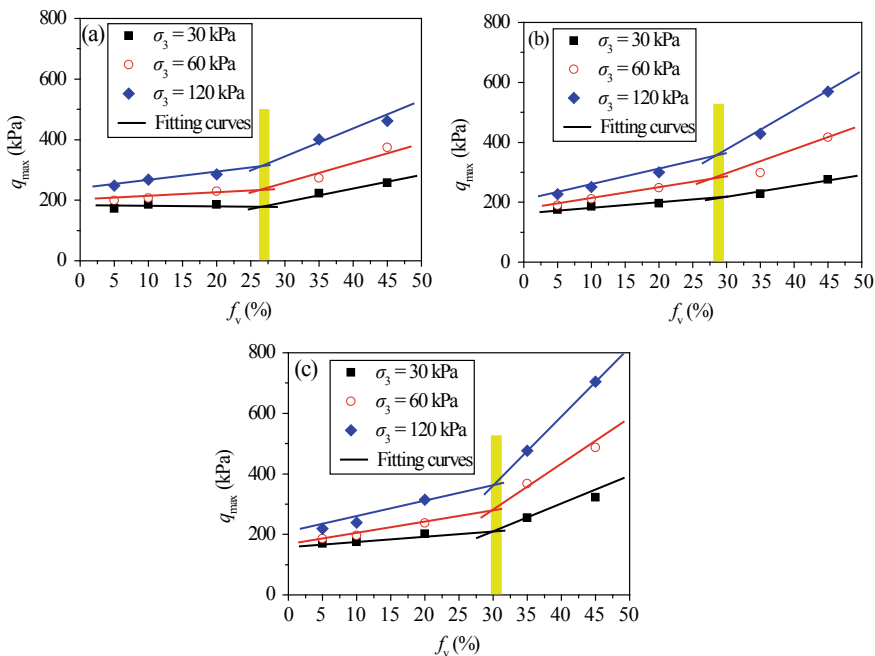 (a)
σ3 = 30 kPa
σ3 = 60 kPa
σ3 = 120 kPa
Fitting curves
qmax (kPa)
800
600
400
200
0
0 5 10 15 20 25 30 35 40 45 50
fv (%)
(b)
σ3 = 30 kPa
σ3 = 60 kPa
σ3 = 120 kPa
Fitting curves
qmax (kPa)
800
600
400
200
0
0 5 10 15 20 25 30 35 40 45 50
fv (%)
(c)
σ3 = 30 kPa
σ3 = 60 kPa
σ3 = 120 kPa
Fitting curves
qmax (kPa)
800
600
400
200
0
0 5 10 15 20 25 30 35 40 45 50
fv (%)